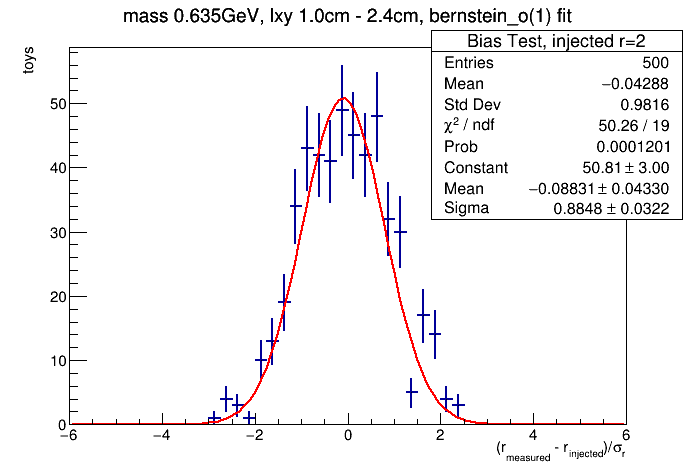 mass 0.635GeV, lxy 1.0cm - 2.4cm, bernstein_o(1) fit
toys
Bias Test, injected r=2
Entries 500
Mean −0.04288
Std Dev 0.9816
χ² / ndf 50.26 / 19
Prob 0.0001201
Constant 50.81 ± 3.00
Mean −0.08831 ± 0.04330
Sigma 0.8848 ± 0.0322
50
40
30
20
10
0
−6 −4 −2 0 2 4 6
(r_measured - r_injected)/σ_r